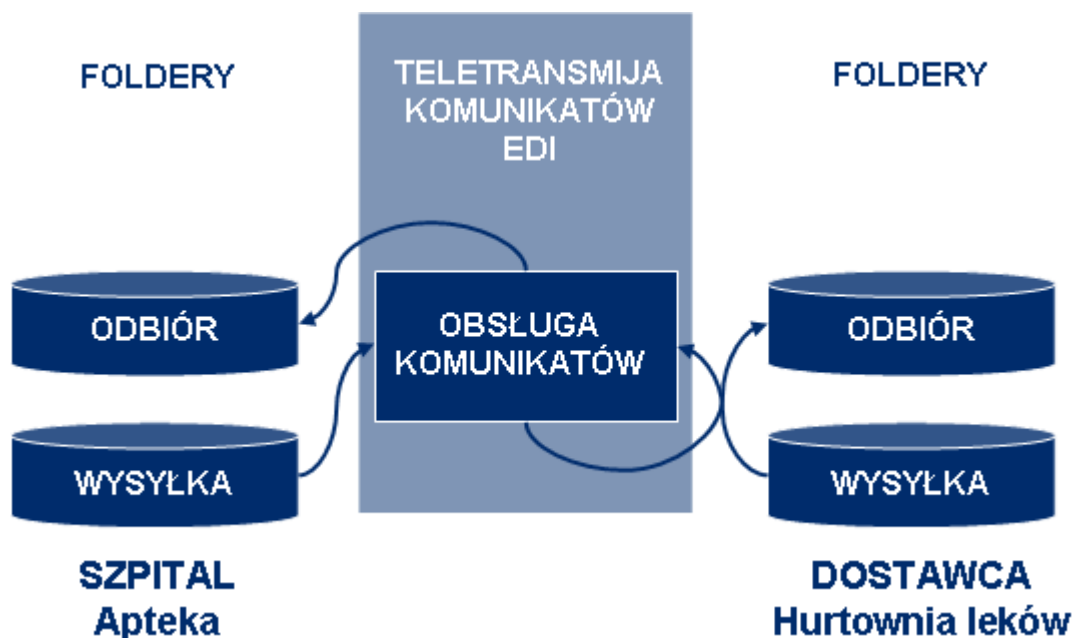 FOLDERY
TELETRANSMIJA
KOMUNIKATÓW
EDI
FOLDERY
ODBIÓR
OBSŁUGA
KOMUNIKATÓW
ODBIÓR
WYSYŁKA
WYSYŁKA
SZPITAL
Apteka
DOSTAWCA
Hurtownia leków